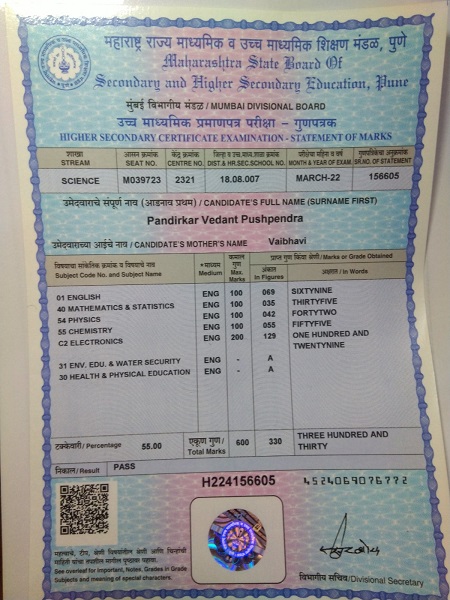 महाराष्ट्र राज्य माध्यमिक व उच्च माध्यमिक शिक्षण मंडळ, पुणे
Maharashtra State Board Of
Secondary and Higher Secondary Education, Pune
मुंबई विभागीय मंडळ / MUMBAI DIVISIONAL BOARD
उच्च माध्यमिक प्रमाणपत्र परीक्षा - गुणपत्रक
HIGHER SECONDARY CERTIFICATE EXAMINATION - STATEMENT OF MARKS
शाखा आसन क्रमांक केंद्र क्रमांक जिल्हा व उच्च.माध्य.शाळा क्रमांक परीक्षेचा महिना व वर्ष गुणपत्रिकेचा अनुक्रमांक
STREAM SEAT NO. CENTRE NO. DIST & HR.SEC.SCHOOL NO. MONTH & YEAR OF EXAM. SR.NO. OF STATEMENT
SCIENCE M039723 2321 18.08.007 MARCH-22 156605
उमेदवाराचे संपूर्ण नाव (आडनाव प्रथम) / CANDIDATE'S FULL NAME (SURNAME FIRST)
Pandirkar Vedant Pushpendra
उमेदवाराच्या आईचे नाव / CANDIDATE'S MOTHER'S NAME Vaibhavi
विषयाचा सांकेतिक क्रमांक व विषयाचे नाव माध्यम कमाल गुण प्राप्त गुण किंवा श्रेणी / Marks or Grade Obtained
Subject Code No. and Subject Name Medium Max. Marks अंकात In Figures अक्षरात / In Words
01 ENGLISH ENG 100 069 SIXTYNINE
40 MATHEMATICS & STATISTICS ENG 100 035 THIRTYFIVE
54 PHYSICS ENG 100 042 FORTYTWO
55 CHEMISTRY ENG 100 055 FIFTYFIVE
C2 ELECTRONICS ENG 200 129 ONE HUNDRED AND
TWENTYNINE
31 ENV. EDU. & WATER SECURITY ENG - A
30 HEALTH & PHYSICAL EDUCATION ENG - A
टक्केवारी / Percentage 55.00 एकूण गुण / Total Marks 600 330 THREE HUNDRED AND
THIRTY
निकाल / Result PASS
H224156605 4524069076772
महत्वाचे, टीप, श्रेणी विषयांतील श्रेणी आणि चिन्हांची
माहिती यांचा तपशील मागील पृष्ठावर पहावा.
See overleaf for Important, Notes, Grades in Grade
Subjects and meaning of special characters.
विभागीय सचिव/Divisional Secretary